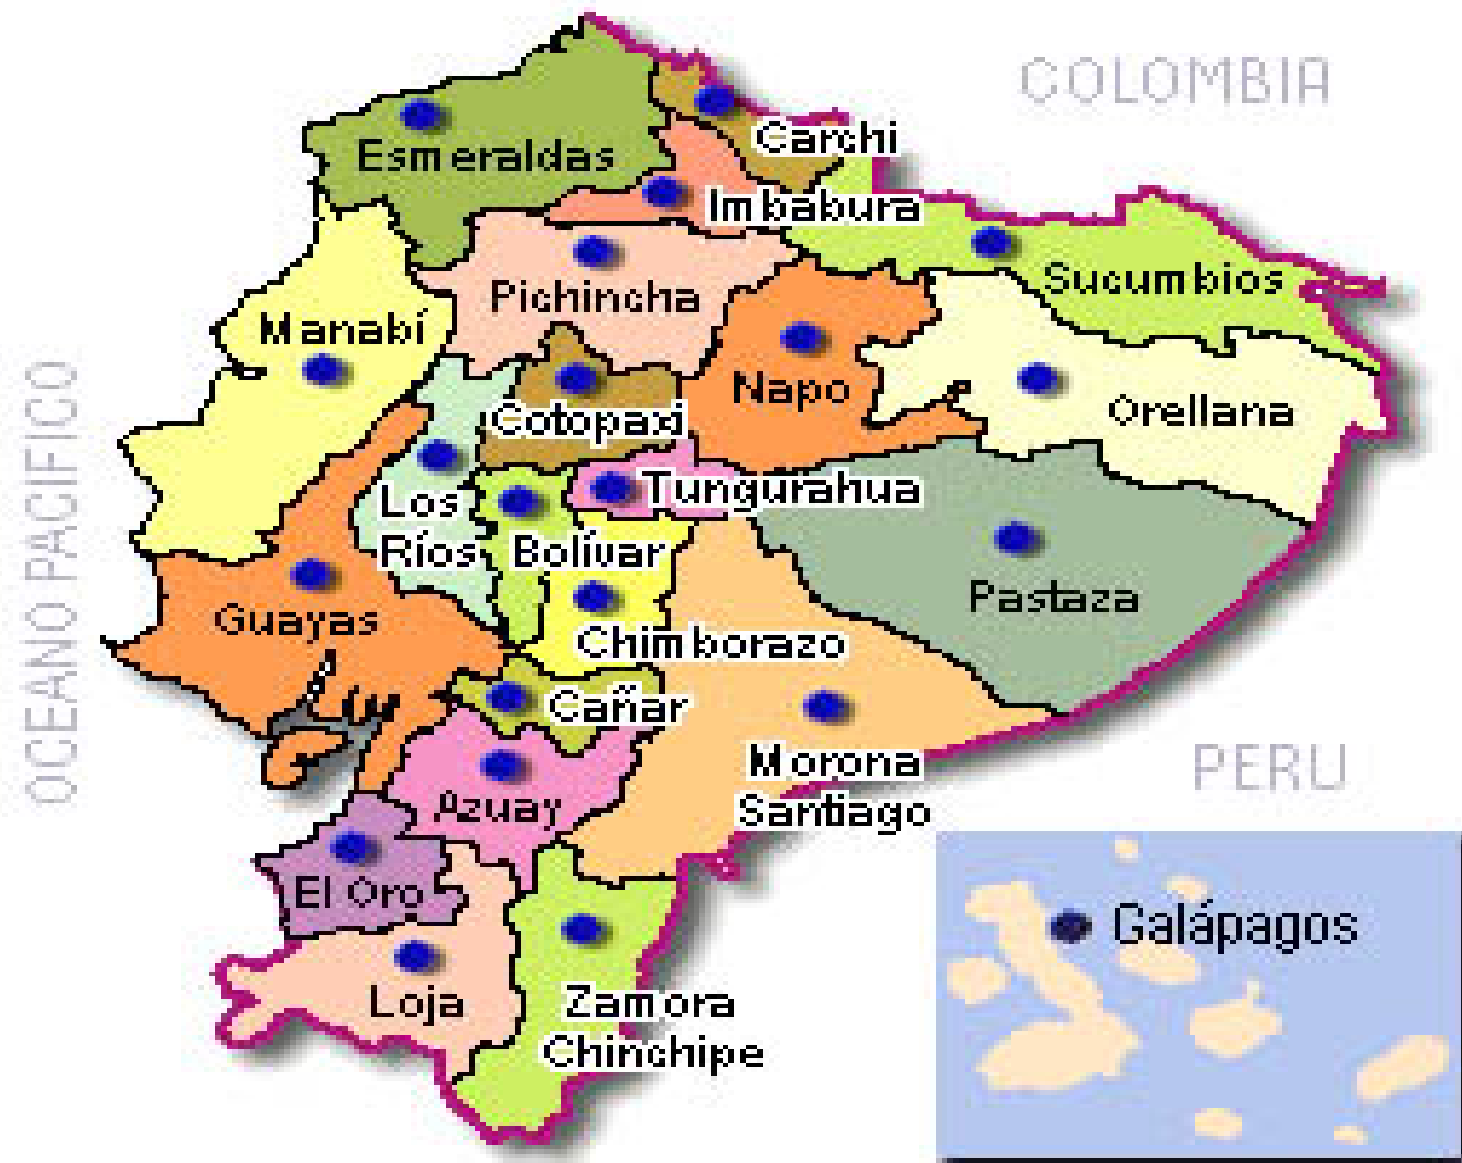 COLOMBIA
Carchi
Esmeraldas
Imbabura
Sucumbios
Pichincha
Manabí
Napo
Orellana
Cotopaxi
OCEANO PACIFICO
Los
Ríos
Tungurahua
Bolívar
Pastaza
Guayas
Chimborazo
Cañar
Morona
Santiago
PERU
Azuay
El Oro
Galápagos
Loja
Zamora
Chinchipe